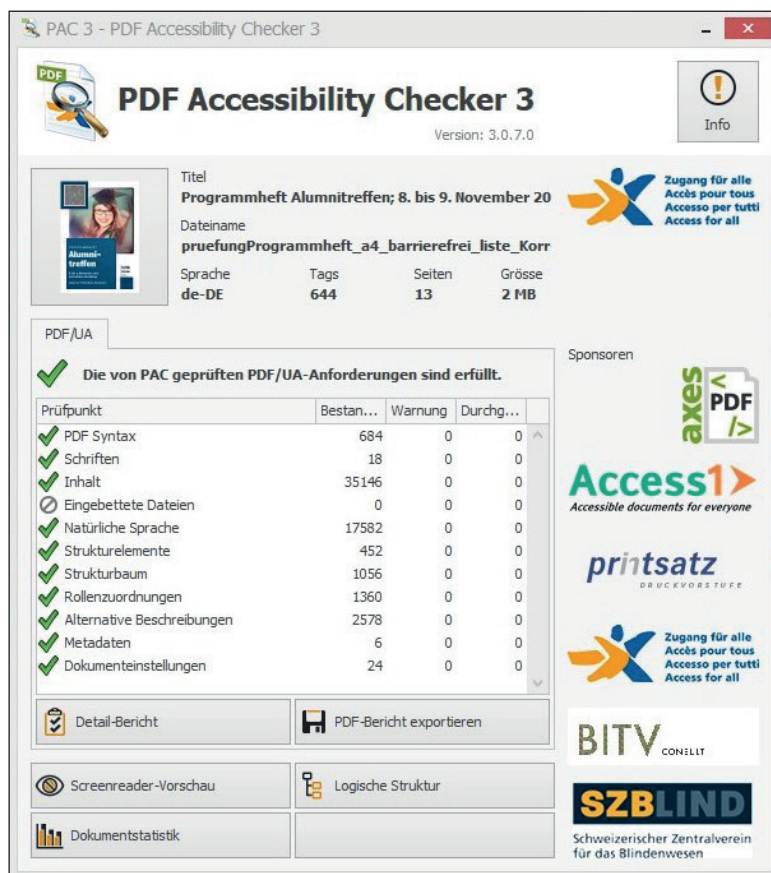 PAC 3 - PDF Accessibility Checker 3
PDF
PDF Accessibility Checker 3
Version: 3.0.7.0
Info
Alumni-
treffen
Titel
Programmheft Alumnitreffen; 8. bis 9. November 20
Dateiname
pruefungProgrammheft_a4_barrierefrei_liste_Korr
Sprache Tags Seiten Grösse
de-DE 644 13 2 MB
Zugang für alle
Accès pour tous
Accesso per tutti
Access for all
PDF/UA
Die von PAC geprüften PDF/UA-Anforderungen sind erfüllt.
Prüfpunkt Bestan... Warnung Durchg...
PDF Syntax 684 0 0
Schriften 18 0 0
Inhalt 35146 0 0
Eingebettete Dateien 0 0 0
Natürliche Sprache 17582 0 0
Strukturelemente 452 0 0
Strukturbaum 1056 0 0
Rollenzuordnungen 1360 0 0
Alternative Beschreibungen 2578 0 0
Metadaten 6 0 0
Dokumenteinstellungen 24 0 0
Detail-Bericht
PDF-Bericht exportieren
Screenreader-Vorschau
Logische Struktur
Dokumentstatistik
Sponsoren
axes
<
PDF
/>
Access1
Accessible documents for everyone
printsatz
DRUCKVORSTUFE
Zugang für alle
Accès pour tous
Accesso per tutti
Access for all
BITV CONSULT
SZBLIND
Schweizerischer Zentralverein
für das Blindenwesen